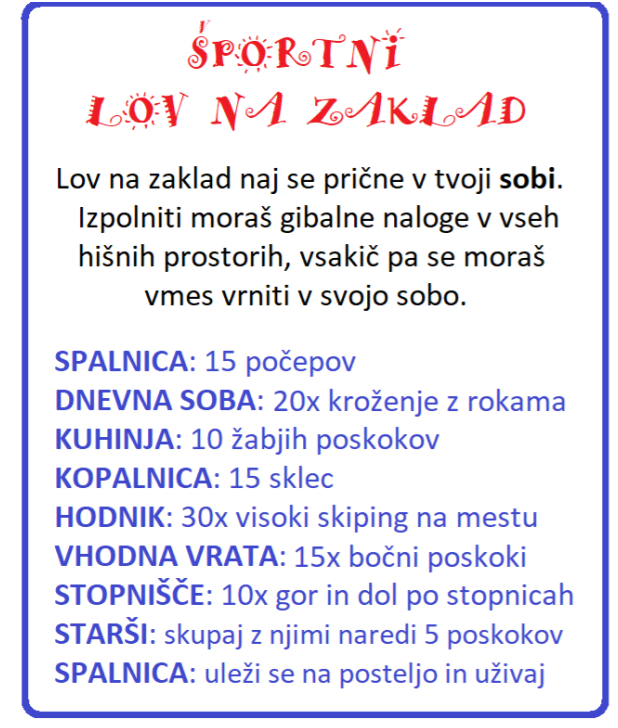 ŠPORTNI
LOV NA ZAKLAD
Lov na zaklad naj se prične v tvoji sobi.
Izpolniti moraš gibalne naloge v vseh
hišnih prostorih, vsakič pa se moraš
vmes vrniti v svojo sobo.
SPALNICA: 15 počepov
DNEVNA SOBA: 20x kroženje z rokama
KUHINJA: 10 žabjih poskokov
KOPALNICA: 15 sklec
HODNIK: 30x visoki skiping na mestu
VHODNA VRATA: 15x bočni poskoki
STOPNIŠČE: 10x gor in dol po stopnicah
STARŠI: skupaj z njimi naredi 5 poskokov
SPALNICA: uleži se na posteljo in uživaj